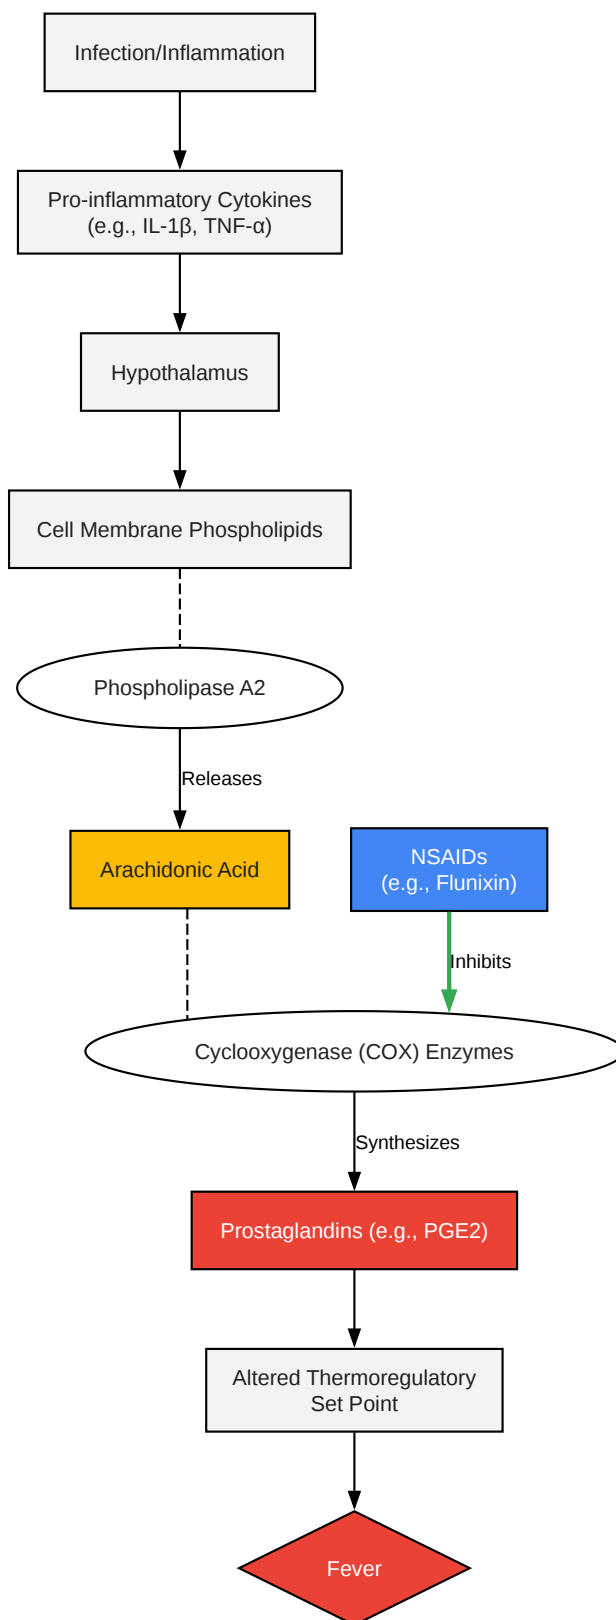 Infection/Inflammation
Pro-inflammatory Cytokines
(e.g., IL-1β, TNF-α)
Hypothalamus
Cell Membrane Phospholipids
Phospholipase A2
Releases
Arachidonic Acid
NSAIDs
(e.g., Flunixin)
Inhibits
Cyclooxygenase (COX) Enzymes
Synthesizes
Prostaglandins (e.g., PGE2)
Altered Thermoregulatory
Set Point
Fever